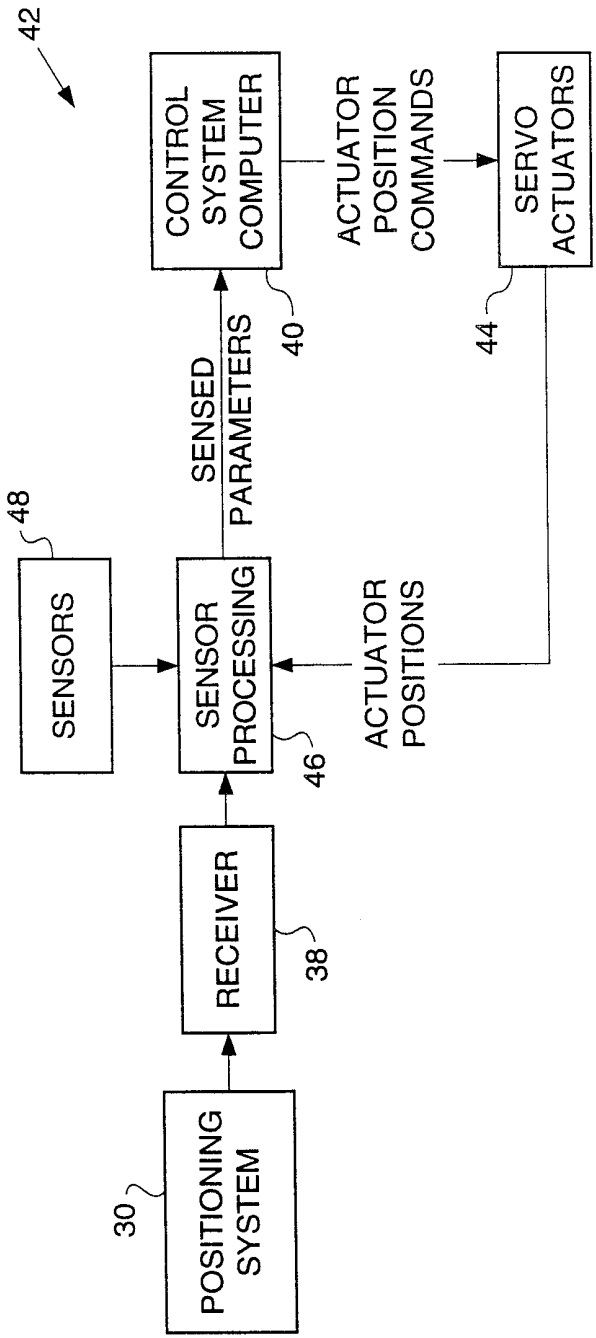 42
48
SENSORS
30
POSITIONING
SYSTEM
RECEIVER
38
SENSOR
PROCESSING
46
SENSED
PARAMETERS
CONTROL
SYSTEM
COMPUTER
40
ACTUATOR
POSITION
COMMANDS
ACTUATOR
POSITIONS
SERVO
ACTUATORS
44